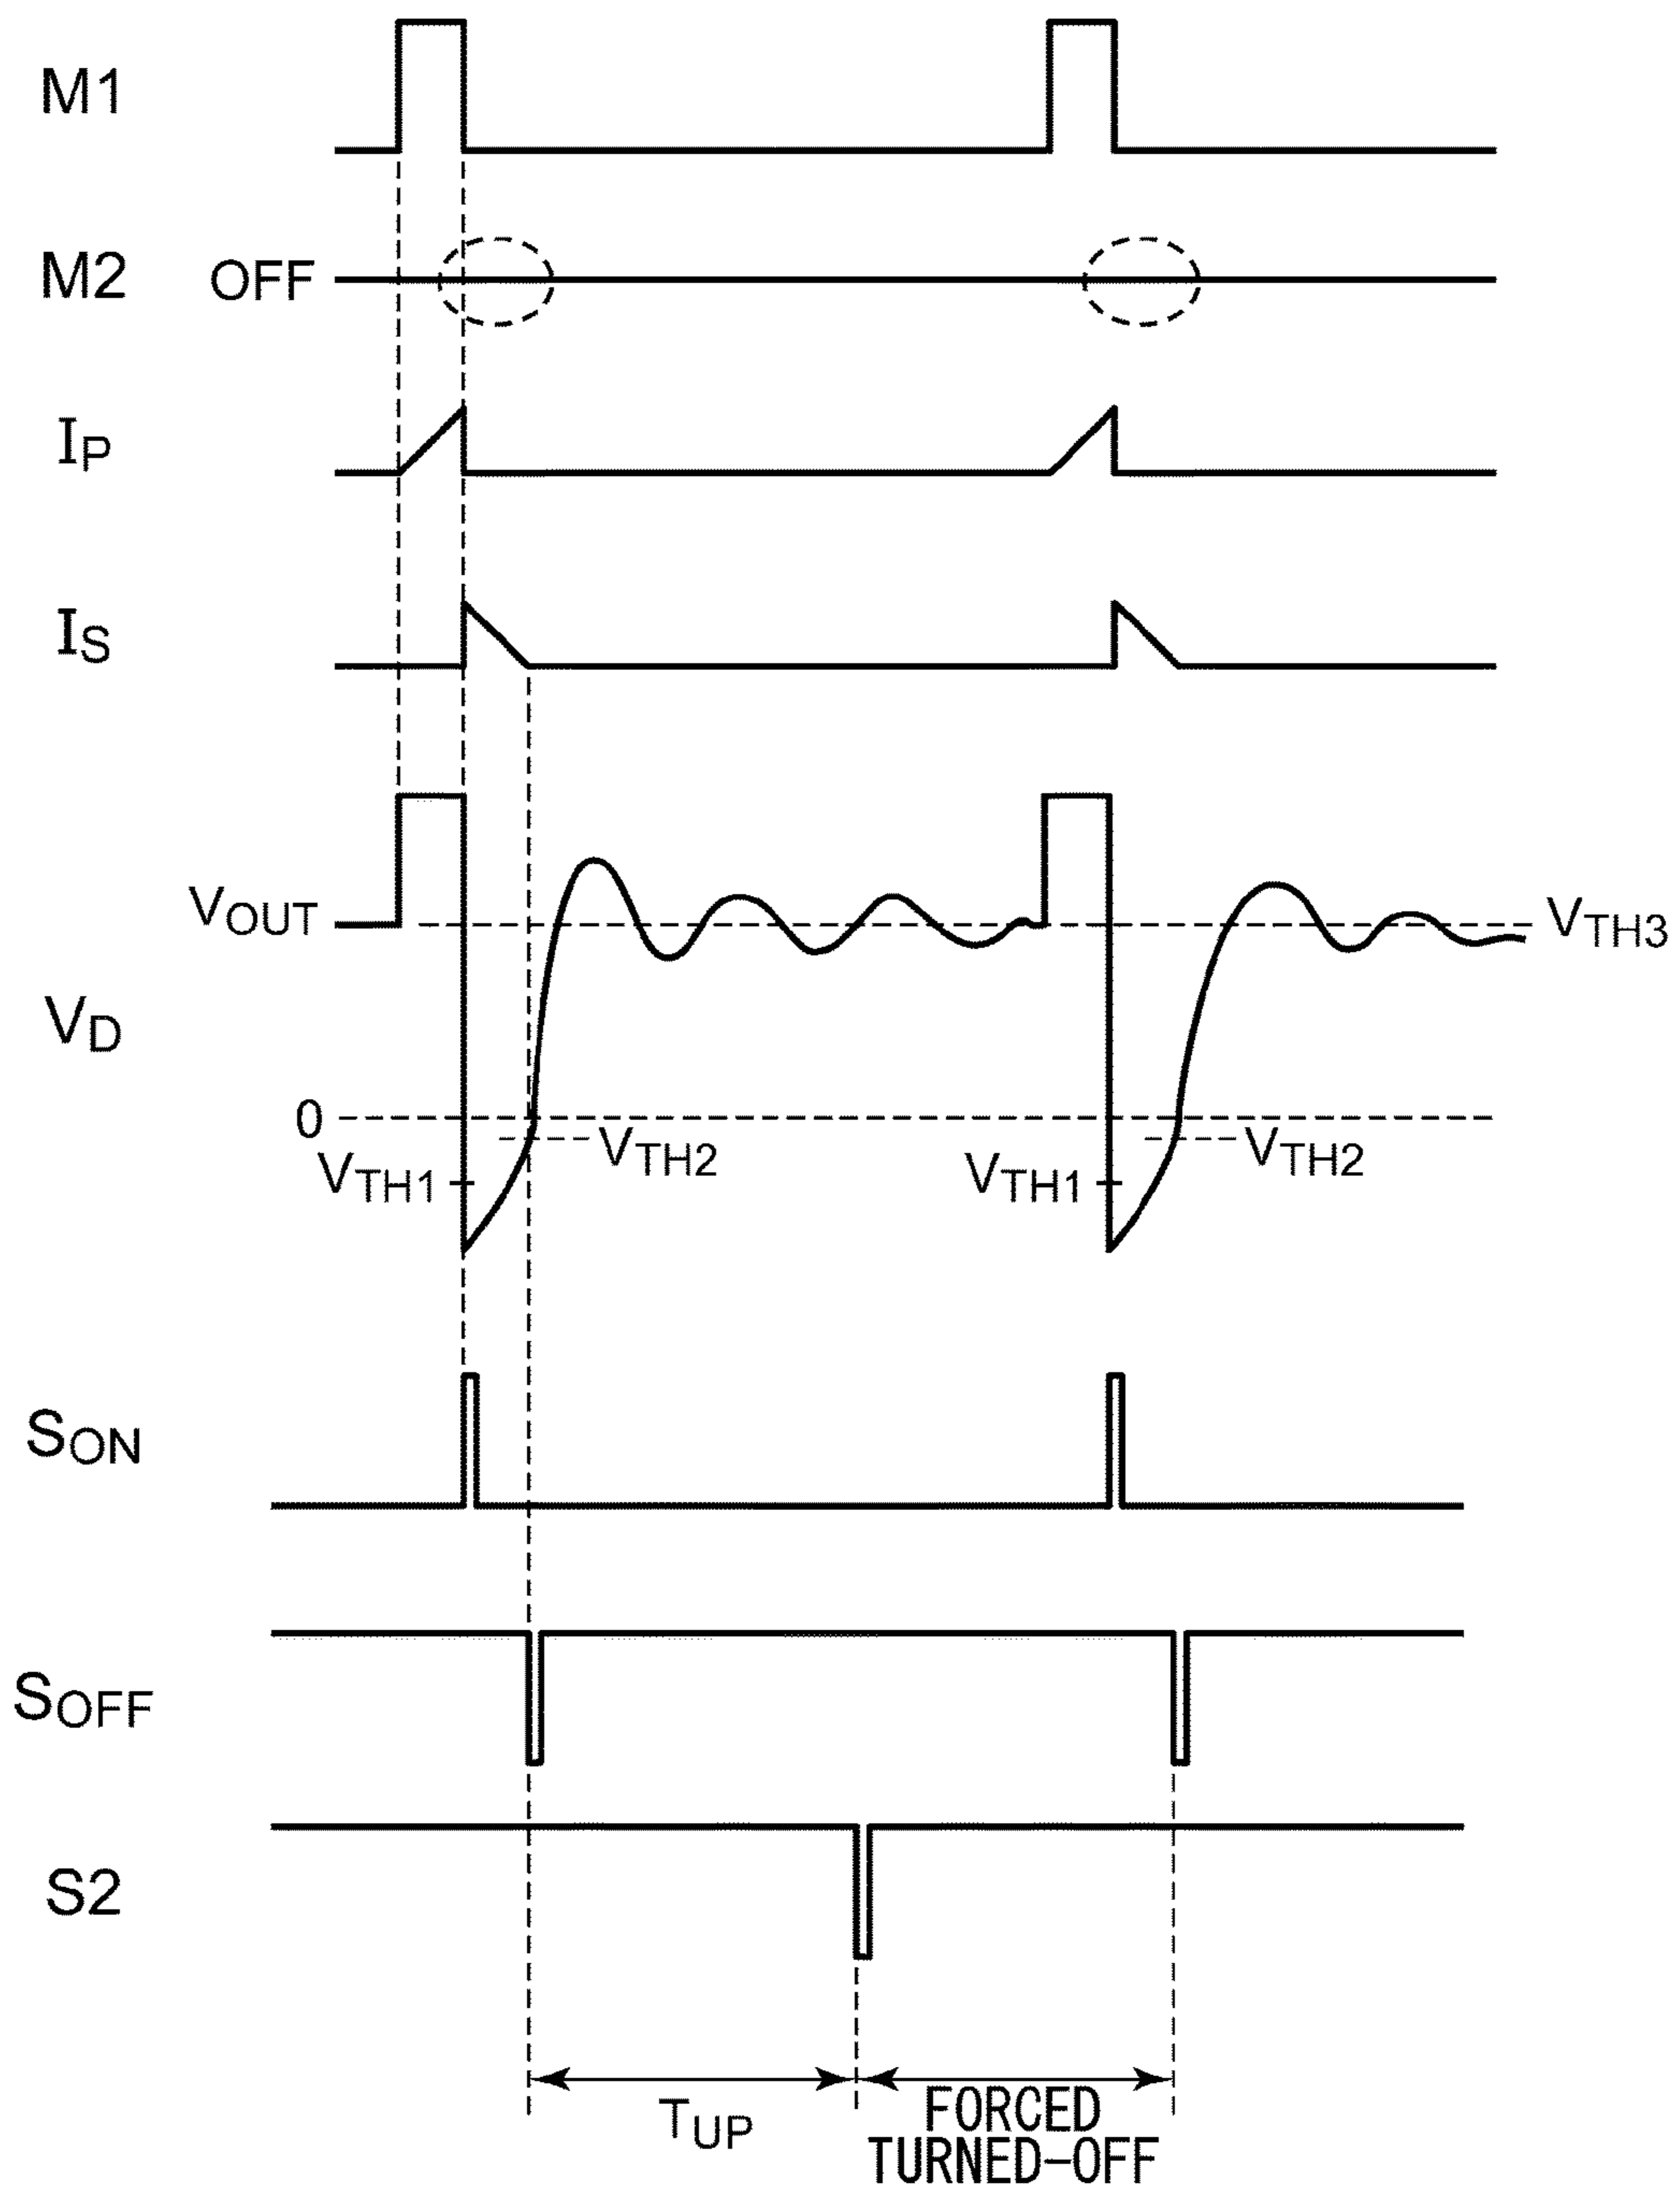 M1
M2 OFF
IP
IS
VOUT VTH3
VD
0
VTH2 VTH2
VTH1 VTH1
SON
SOFF
S2
TUP
FORCED
TURNED-OFF